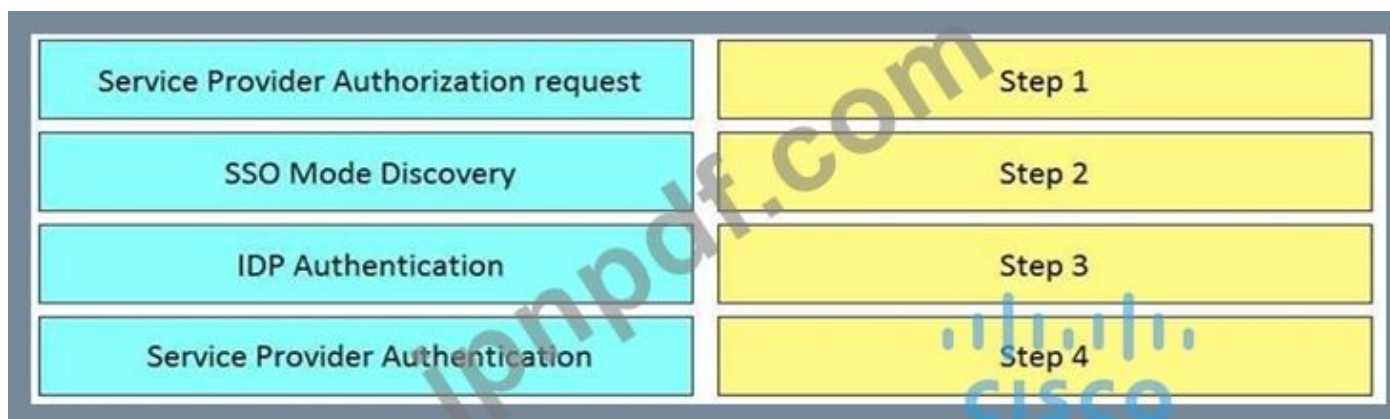 Service Provider Authorization request
Step 1
SSO Mode Discovery
Step 2
IDP Authentication
Step 3
Service Provider Authentication
Step 4
jpnpdf.com
CISCO